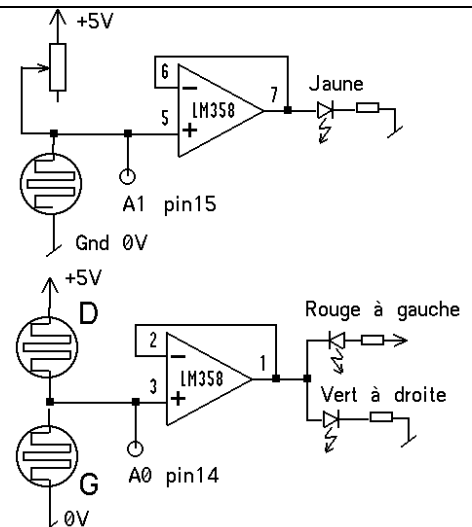 +5V
6
7
Jaune
LM358
5
A1 pin15
Gnd 0V
+5V
D
Rouge à gauche
2
1
LM358
3
Vert à droite
A0 pin14
G
0V